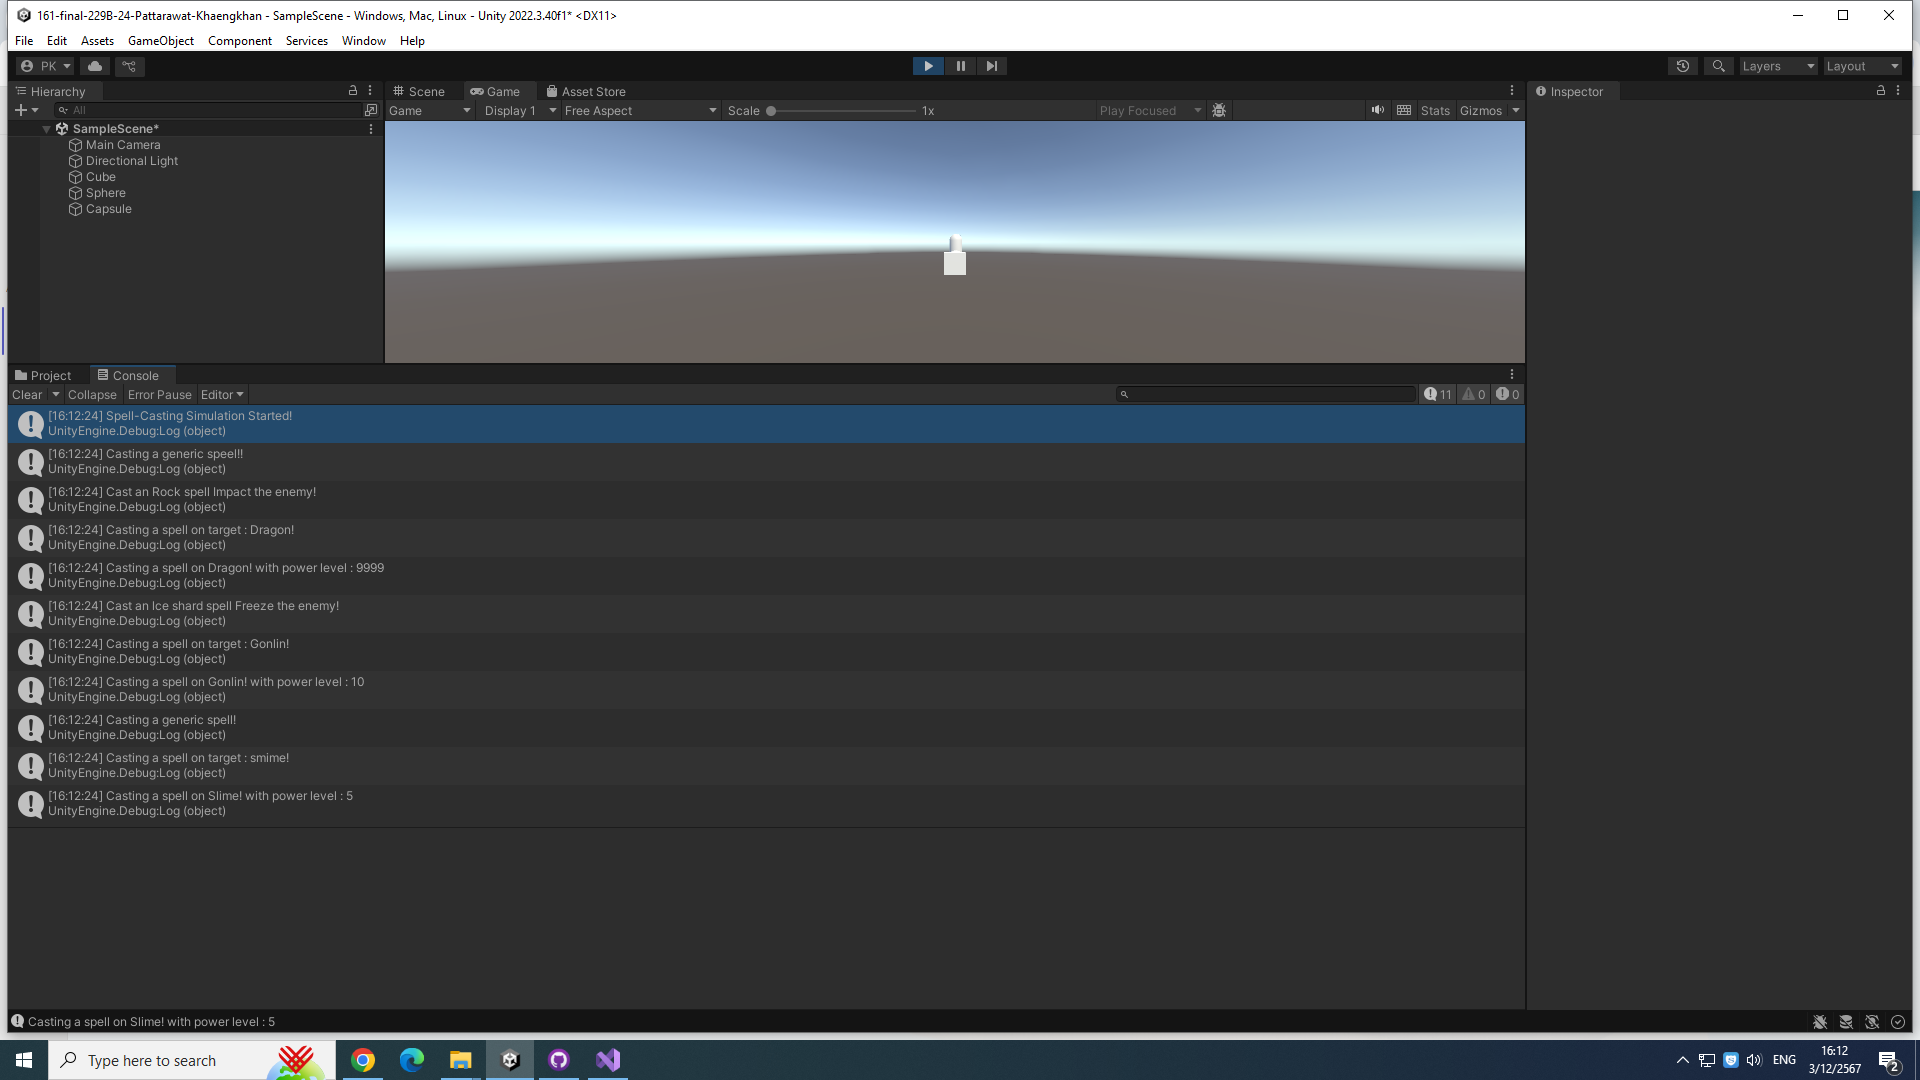 161-final-229B-24-Pattarawat-Khaengkhan - SampleScene - Windows, Mac, Linux - Unity 2022.3.40f1* <DX11>
File Edit Assets GameObject Component Services Window Help
PK Layers Layout
Hierarchy Scene Game Asset Store Inspector
All Game Display 1 Free Aspect Scale 1x Play Focused Stats Gizmos
SampleScene*
Main Camera
Directional Light
Cube
Sphere
Capsule
Project Console
Clear Collapse Error Pause Editor 11 0 0
[16:12:24] Spell-Casting Simulation Started!
UnityEngine.Debug:Log (object)
[16:12:24] Casting a generic speel!!
UnityEngine.Debug:Log (object)
[16:12:24] Cast an Rock spell Impact the enemy!
UnityEngine.Debug:Log (object)
[16:12:24] Casting a spell on target : Dragon!
UnityEngine.Debug:Log (object)
[16:12:24] Casting a spell on Dragon! with power level : 9999
UnityEngine.Debug:Log (object)
[16:12:24] Cast an Ice shard spell Freeze the enemy!
UnityEngine.Debug:Log (object)
[16:12:24] Casting a spell on target : Gonlin!
UnityEngine.Debug:Log (object)
[16:12:24] Casting a spell on Gonlin! with power level : 10
UnityEngine.Debug:Log (object)
[16:12:24] Casting a generic spell!
UnityEngine.Debug:Log (object)
[16:12:24] Casting a spell on target : smime!
UnityEngine.Debug:Log (object)
[16:12:24] Casting a spell on Slime! with power level : 5
UnityEngine.Debug:Log (object)
Casting a spell on Slime! with power level : 5
Type here to search ENG 16:12
3/12/2567 2